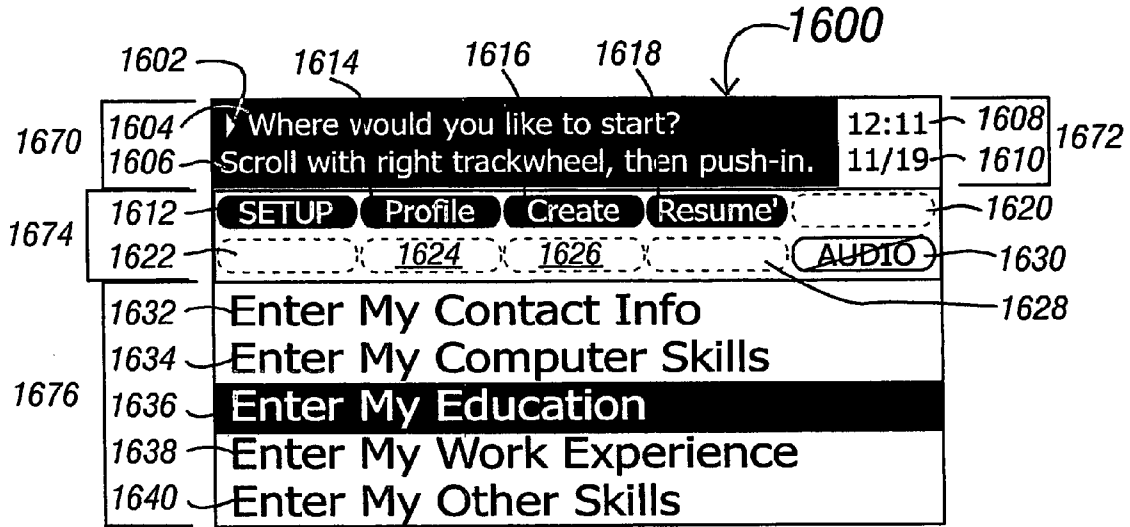 1600
1602 1614 1616 1618
1670 1604 Where would you like to start? 12:11 1608 1672
1606 Scroll with right trackwheel, then push-in. 11/19 1610
1674 1612 SETUP Profile Create Resume' 1620
1622 1624 1626 AUDIO 1630
1628
1676 1632 Enter My Contact Info
1634 Enter My Computer Skills
1636 Enter My Education
1638 Enter My Work Experience
1640 Enter My Other Skills